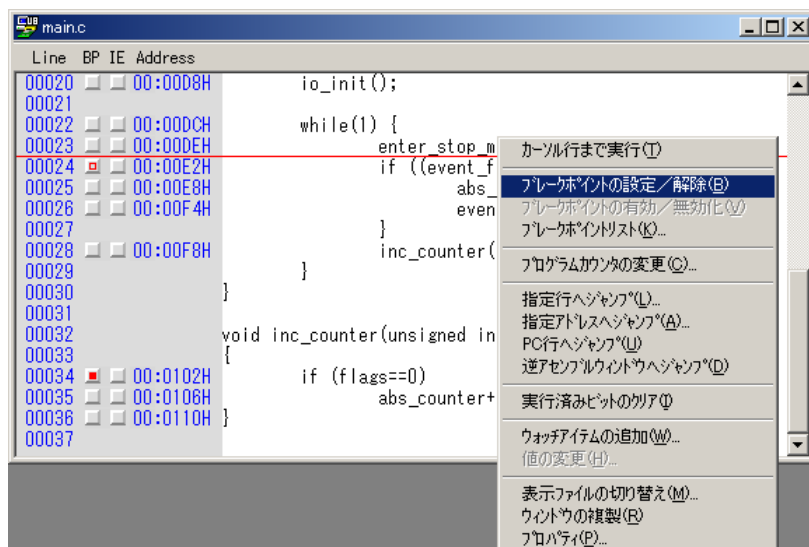 main.c
Line BP IE Address
00020 00:00D8H io_init();
00021
00022 00:00DCH while(1) {
00023 00:00DEH enter_stop_m
00024 00:00E2H if ((event_f
00025 00:00E8H abs_
00026 00:00F4H even
00027 }
00028 00:00F8H inc_counter(
00029 }
00030 }
00031
00032 void inc_counter(unsigned in
00033 {
00034 00:0102H if (flags==0)
00035 00:0106H abs_counter+
00036 00:0110H }
00037
カーソル行まで実行(T)
ブレークポイントの設定/解除(B)
ブレークポイントの有効/無効化(V)
ブレークポイントリスト(K)...
プログラムカウンタの変更(C)...
指定行へジャンプ(L)...
指定アドレスへジャンプ(A)...
PC行へジャンプ(U)
逆アセンブルウィンドウへジャンプ(D)
実行済みビットのクリア(I)
ウォッチアイテムの追加(W)...
値の変更(H)...
表示ファイルの切り替え(M)...
ウィンドウの複製(R)
プロパティ(P)...